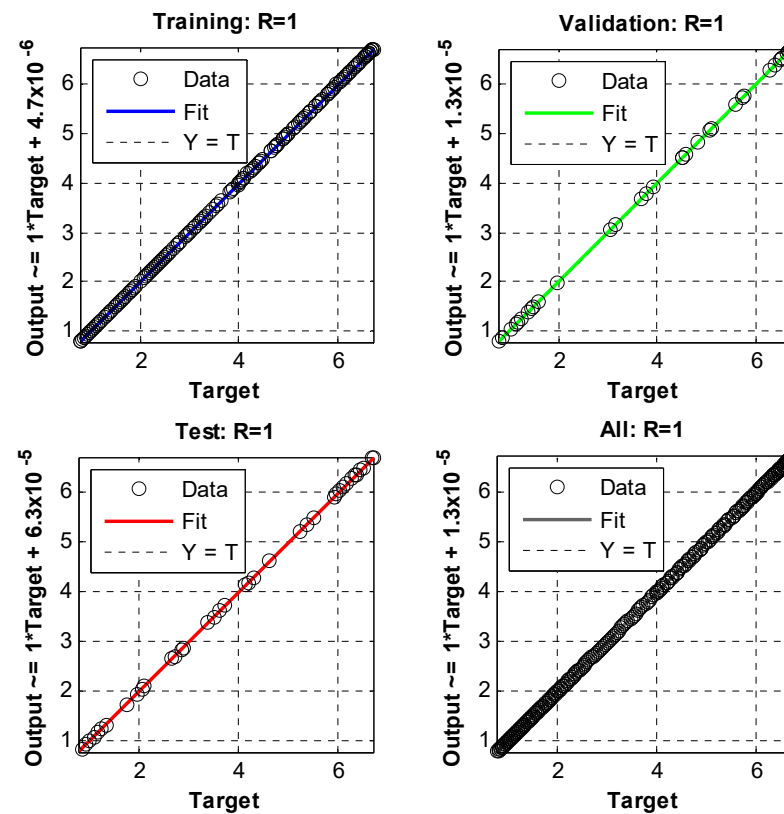 Training: R=1
Output ~= 1*Target + 4.7x10 -6
6
5
4
3
2
1
Data
Fit
Y = T
2 4 6
Target
Validation: R=1
Output ~= 1*Target + 1.3x10 -5
6
5
4
3
2
1
Data
Fit
Y = T
2 4 6
Target
Test: R=1
Output ~= 1*Target + 6.3x10 -5
6
5
4
3
2
1
Data
Fit
Y = T
2 4 6
Target
All: R=1
Output ~= 1*Target + 1.3x10 -5
6
5
4
3
2
1
Data
Fit
Y = T
2 4 6
Target